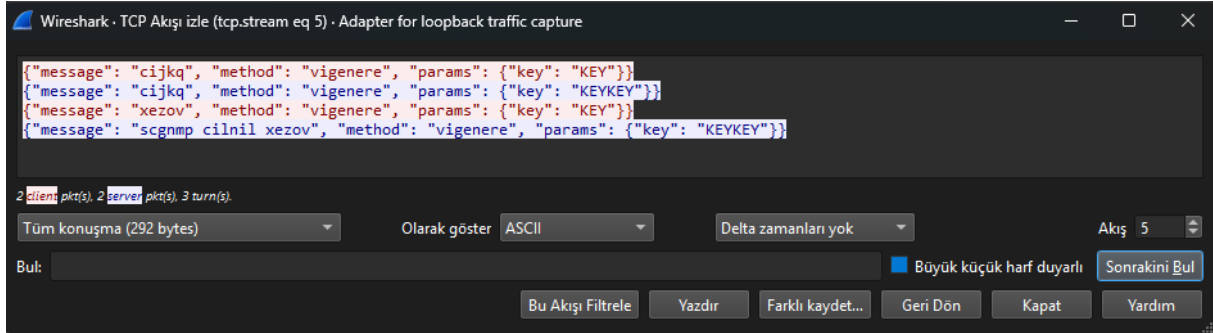 Wireshark · TCP Akışı izle (tcp.stream eq 5) · Adapter for loopback traffic capture
{"message": "cijkq", "method": "vigenere", "params": {"key": "KEY"}}
{"message": "cijkq", "method": "vigenere", "params": {"key": "KEYKEY"}}
{"message": "xezov", "method": "vigenere", "params": {"key": "KEY"}}
{"message": "scgnmp cilnil xezov", "method": "vigenere", "params": {"key": "KEYKEY"}}
2 client pkt(s), 2 server pkt(s), 3 turn(s).
Tüm konuşma (292 bytes) Olarak göster ASCII Delta zamanları yok Akış 5
Bul: Büyük küçük harf duyarlı Sonrakini Bul
Bu Akışı Filtrele Yazdır Farklı kaydet... Geri Dön Kapat Yardım